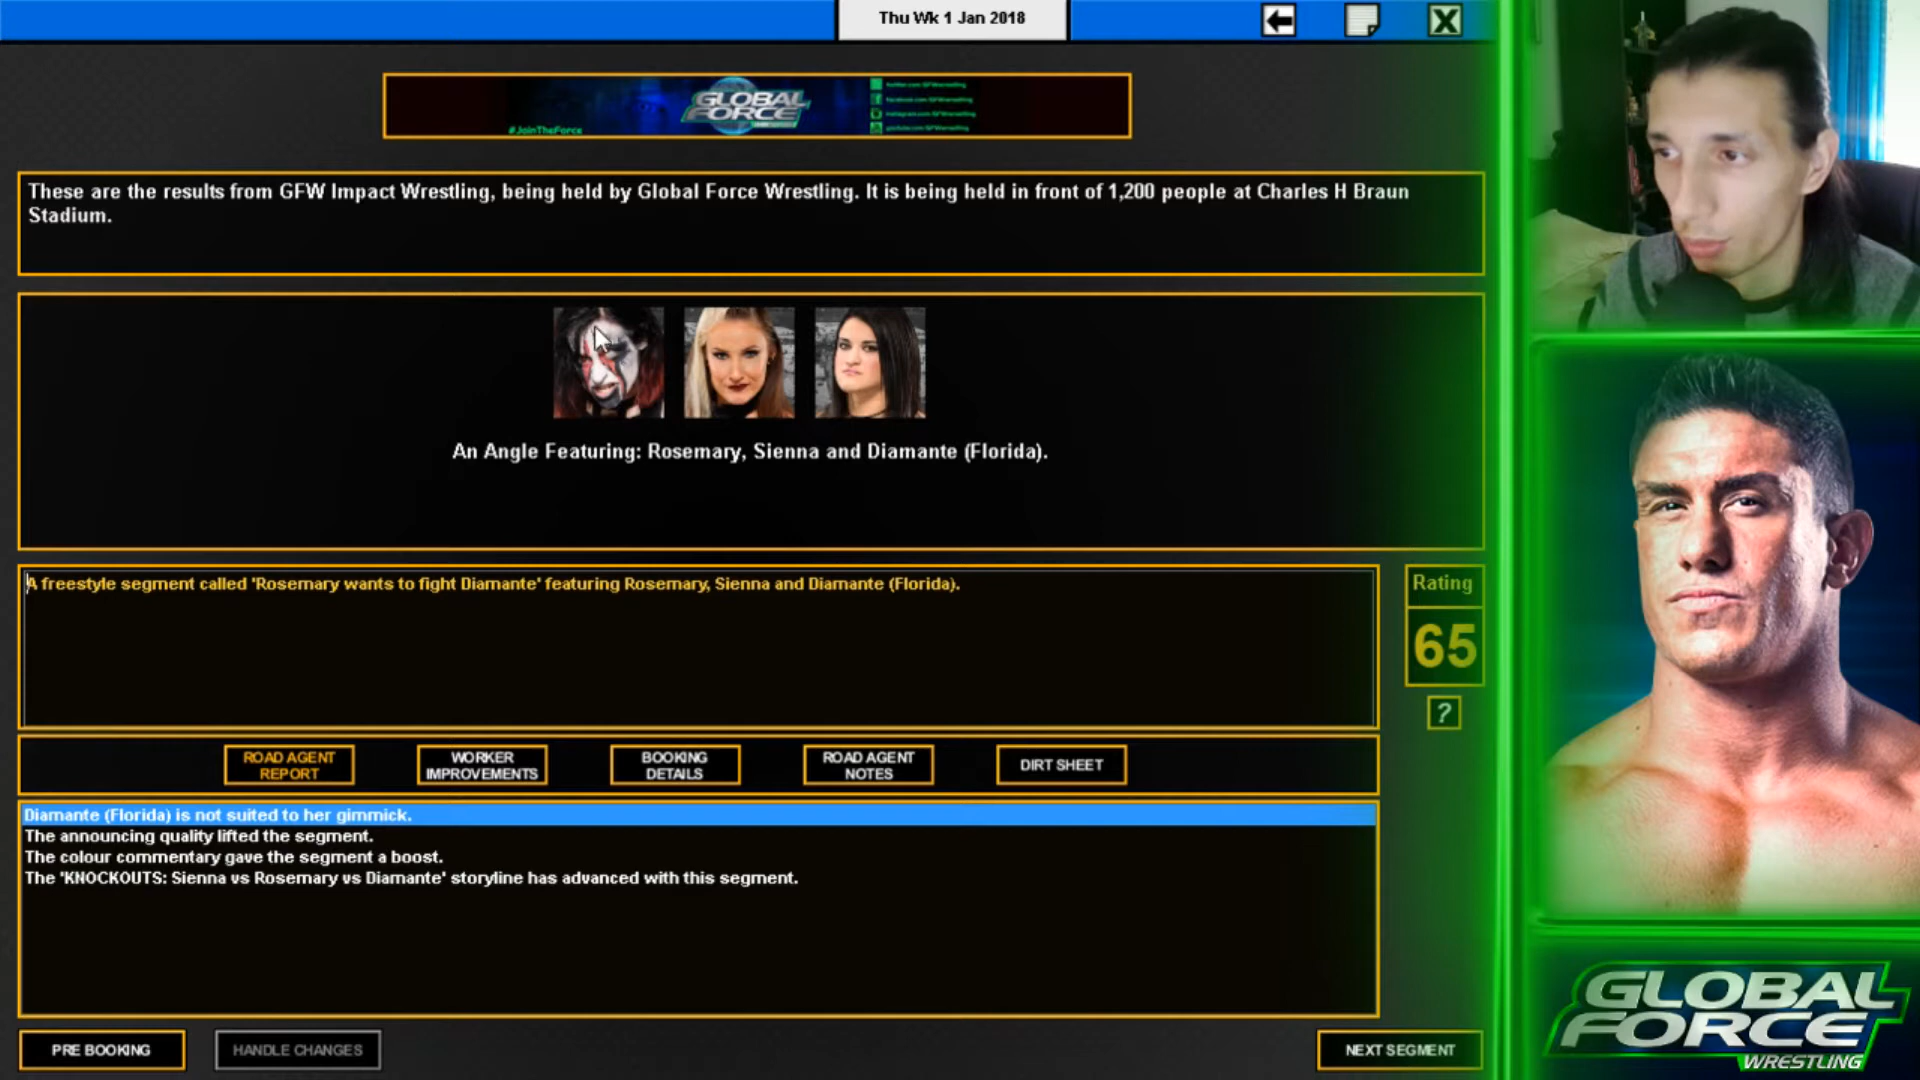 Thu Wk 1 Jan 2018
GLOBAL
FORCE
WRESTLING
#JoinTheForce
These are the results from GFW Impact Wrestling, being held by Global Force Wrestling. It is being held in front of 1,200 people at Charles H Braun
Stadium.
An Angle Featuring: Rosemary, Sienna and Diamante (Florida).
A freestyle segment called 'Rosemary wants to fight Diamante' featuring Rosemary, Sienna and Diamante (Florida).
Rating
65
?
ROAD AGENT
REPORT
WORKER
IMPROVEMENTS
BOOKING
DETAILS
ROAD AGENT
NOTES
DIRT SHEET
Diamante (Florida) is not suited to her gimmick.
The announcing quality lifted the segment.
The colour commentary gave the segment a boost.
The 'KNOCKOUTS: Sienna vs Rosemary vs Diamante' storyline has advanced with this segment.
PRE BOOKING
HANDLE CHANGES
NEXT SEGMENT
GLOBAL
FORCE
WRESTLING